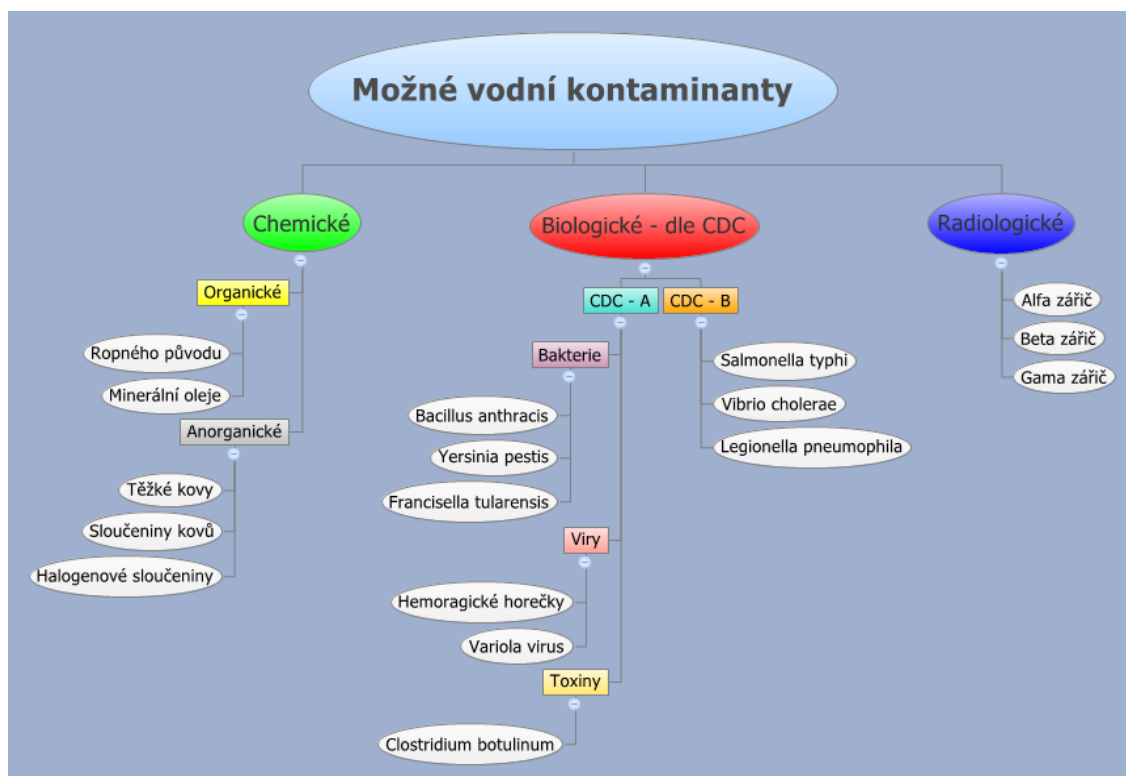 Možné vodní kontaminanty
Chemické
Organické
Ropného původu
Minerální oleje
Anorganické
Těžké kovy
Sloučeniny kovů
Halogenové sloučeniny
Biologické - dle CDC
CDC - A
Bakterie
Bacillus anthracis
Yersinia pestis
Francisella tularensis
Viry
Hemoragické horečky
Variola virus
Toxiny
Clostridium botulinum
CDC - B
Salmonella typhi
Vibrio cholerae
Legionella pneumophila
Radiologické
Alfa zářič
Beta zářič
Gama zářič